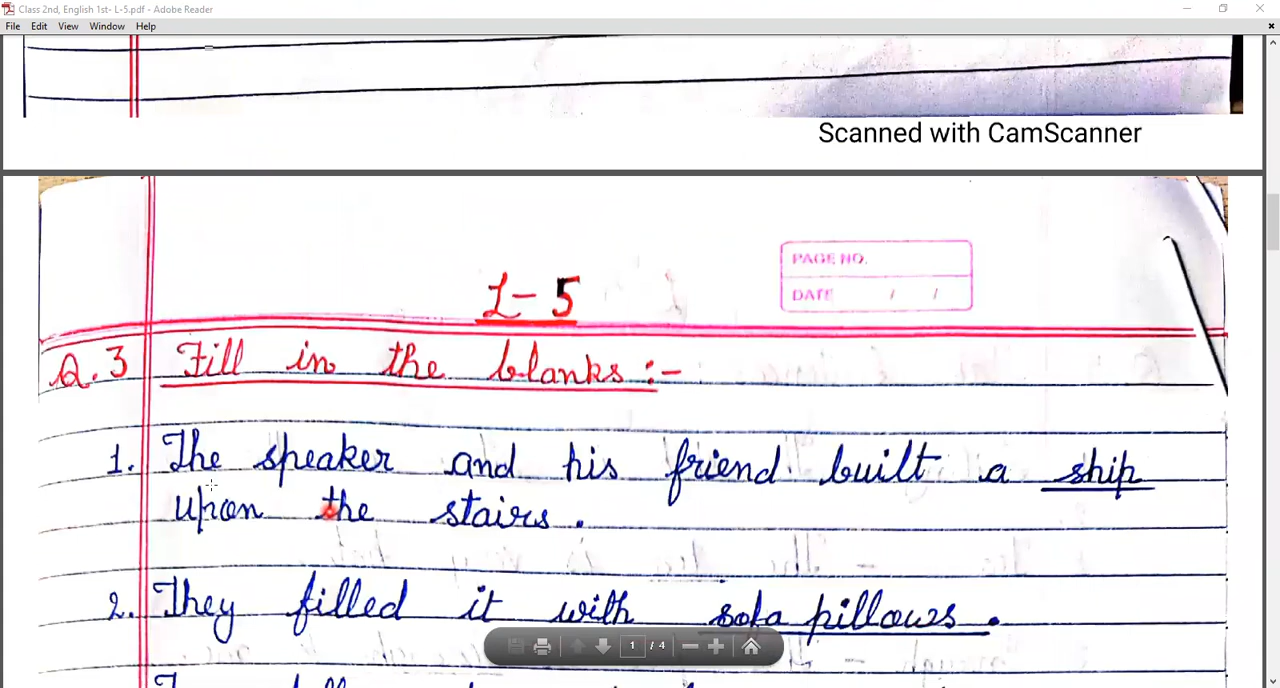 Class 2nd, English 1st- L-5.pdf - Adobe Reader
File Edit View Window Help
Scanned with CamScanner
PAGE NO.
DATE / /
L - 5
Q. 3 Fill in the blanks :-
1. The speaker and his friend built a ship
upon the stairs.
2. They filled it with sofa pillows.
1 / 4